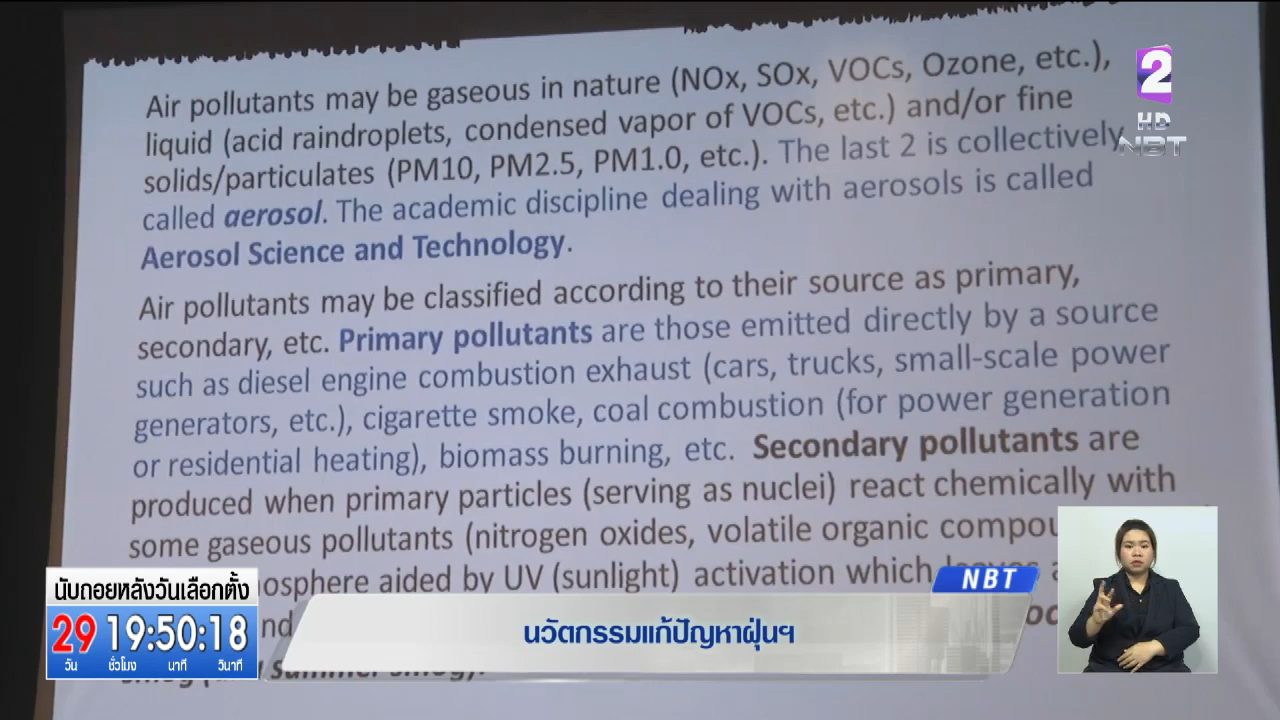 Air pollutants may be gaseous in nature (NOx, SOx, VOCs, Ozone, etc.),
liquid (acid raindroplets, condensed vapor of VOCs, etc.) and/or fine
solids/particulates (PM10, PM2.5, PM1.0, etc.). The last 2 is collectively
called aerosol. The academic discipline dealing with aerosols is called
Aerosol Science and Technology.
Air pollutants may be classified according to their source as primary,
secondary, etc. Primary pollutants are those emitted directly by a source
such as diesel engine combustion exhaust (cars, trucks, small-scale power
generators, etc.), cigarette smoke, coal combustion (for power generation
or residential heating), biomass burning, etc. Secondary pollutants are
produced when primary particles (serving as nuclei) react chemically with
some gaseous pollutants (nitrogen oxides, volatile organic
aided by UV (sunlight) activation which
summer smog).
2
HD
NBT
นับถอยหลังวันเลือกตั้ง
29 19:50:18
วัน ชั่วโมง นาที วินาที
NBT
นวัตกรรมแก้ปัญหาฝุ่นฯ